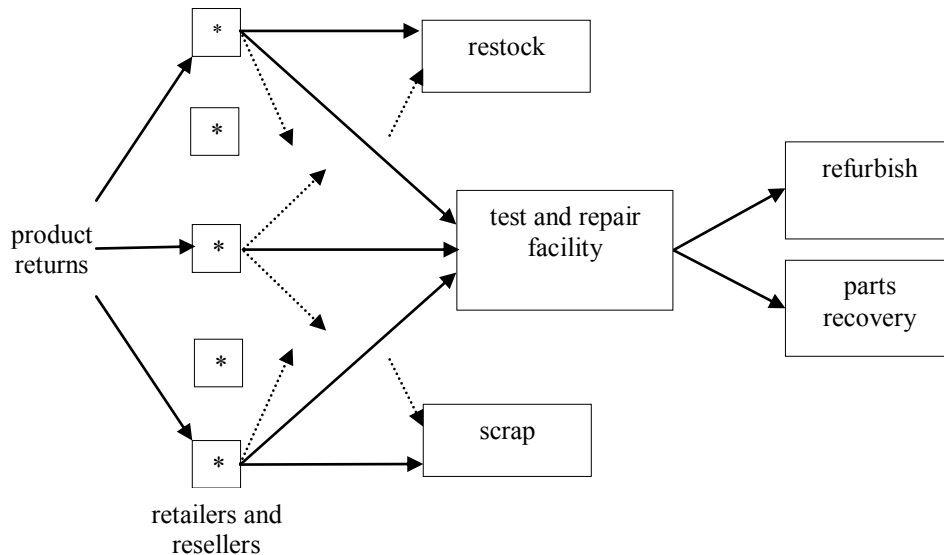 *
restock
*
refurbish
product
returns
*
test and repair
facility
parts
recovery
*
scrap
*
retailers and
resellers